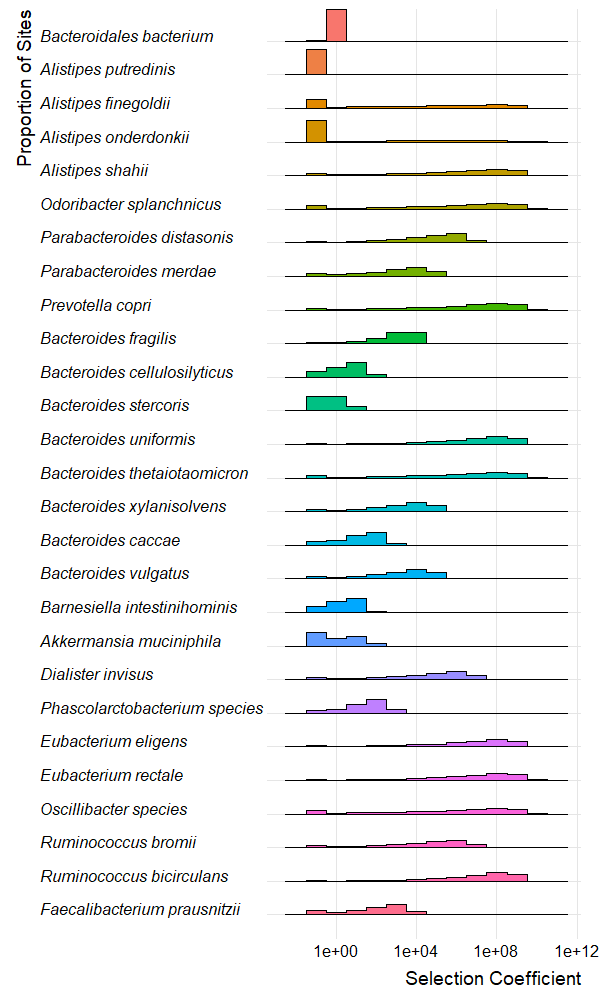 Proportion of Sites
Bacteroidales bacterium
Alistipes putredinis
Alistipes finegoldii
Alistipes onderdonkii
Alistipes shahii
Odoribacter splanchnicus
Parabacteroides distasonis
Parabacteroides merdae
Prevotella copri
Bacteroides fragilis
Bacteroides cellulosilyticus
Bacteroides stercoris
Bacteroides uniformis
Bacteroides thetaiotaomicron
Bacteroides xylanisolvens
Bacteroides caccae
Bacteroides vulgatus
Barnesiella intestinihominis
Akkermansia muciniphila
Dialister invisus
Phascolarctobacterium species
Eubacterium eligens
Eubacterium rectale
Oscillibacter species
Ruminococcus bromii
Ruminococcus bicirculans
Faecalibacterium prausnitzii
1e+00 1e+04 1e+08 1e+12
Selection Coefficient